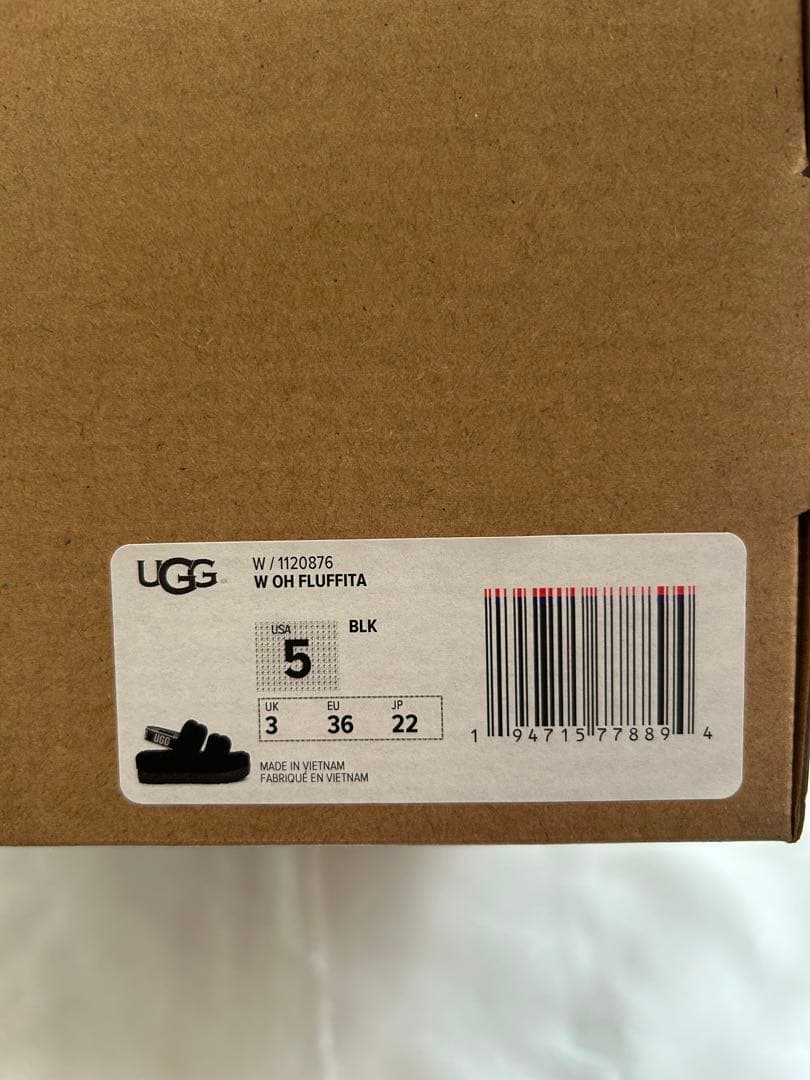 UGG
W / 1120876
W OH FLUFFITA
USA
5
BLK
UK
3
EU
36
JP
22
UGG
MADE IN VIETNAM
FABRIQUÉ EN VIETNAM
1 94715 77889 4